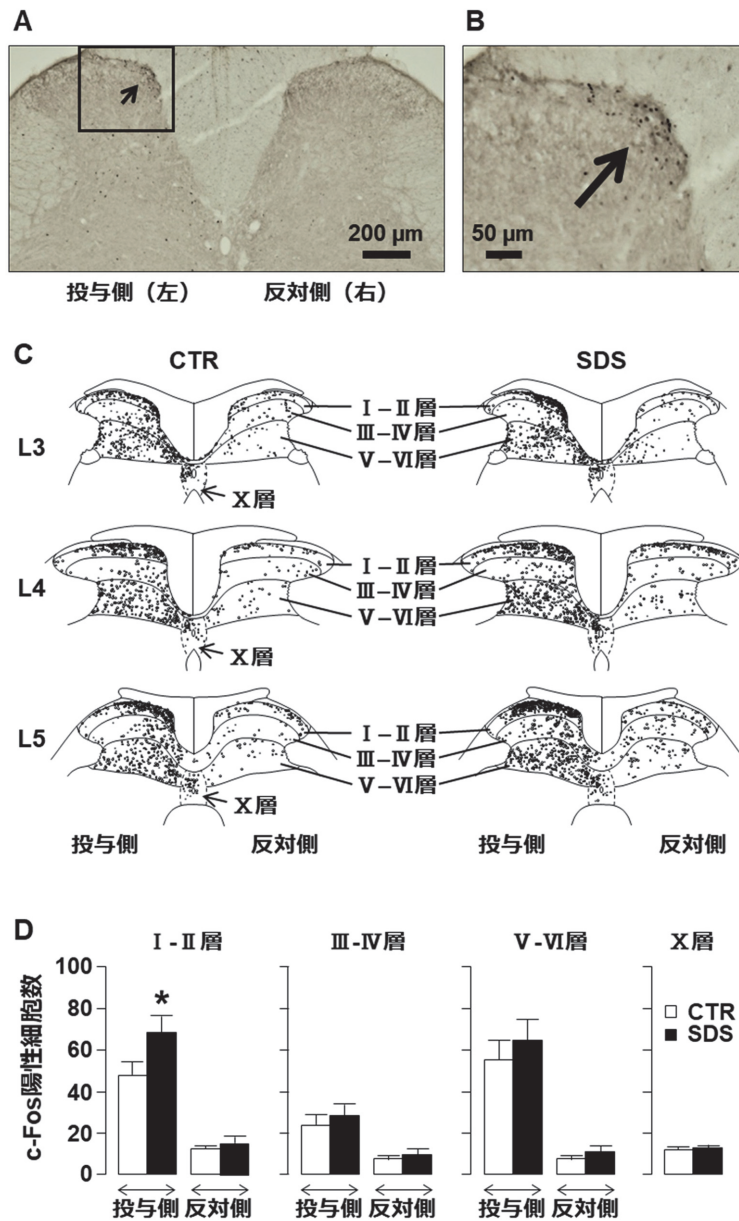 A
B
200 μm
50 μm
投与側（左）
反対側（右）
C
CTR
SDS
L3
Ⅰ–Ⅱ層
Ⅲ–Ⅳ層
Ⅴ–Ⅵ層
Ⅹ層
L4
Ⅰ–Ⅱ層
Ⅲ–Ⅳ層
Ⅴ–Ⅵ層
Ⅹ層
L5
Ⅰ–Ⅱ層
Ⅲ–Ⅳ層
Ⅴ–Ⅵ層
Ⅹ層
投与側
反対側
投与側
反対側
D
Ⅰ-Ⅱ層
Ⅲ-Ⅳ層
Ⅴ-Ⅵ層
Ⅹ層
c-Fos陽性細胞数
100
80
60
40
20
0
*
CTR
SDS
投与側
反対側
投与側
反対側
投与側
反対側